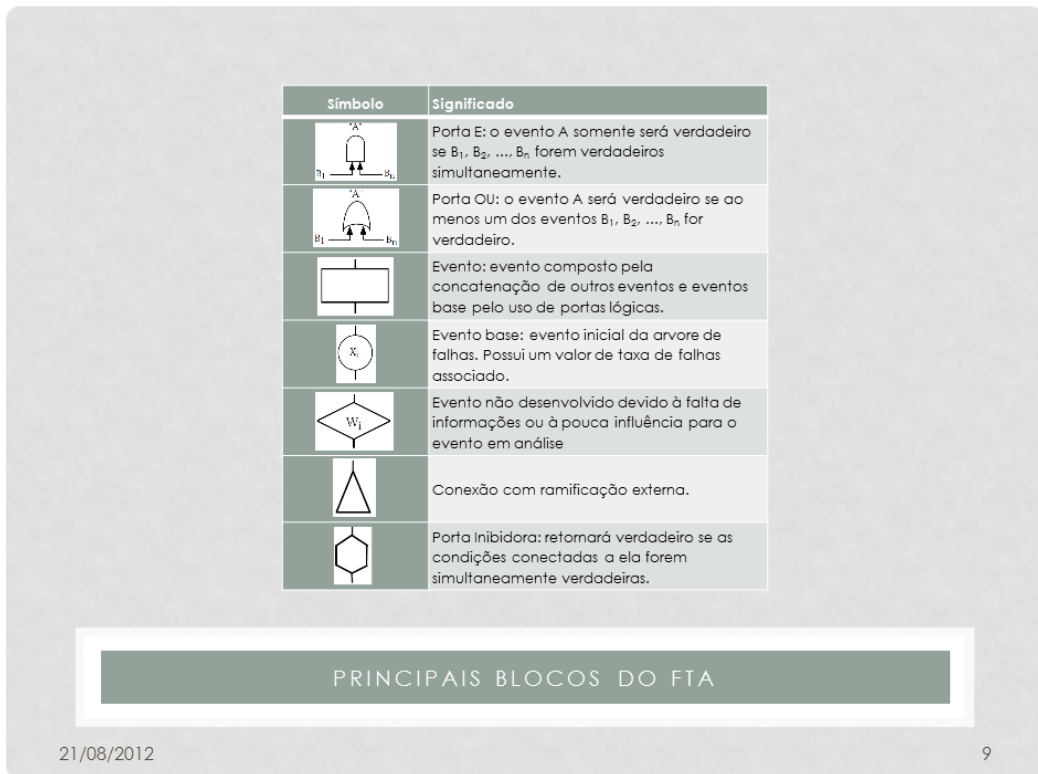 Símbolo Significado
"A"
B₁ Bn
Porta E: o evento A somente será verdadeiro
se B₁, B₂, ..., Bₙ forem verdadeiros
simultaneamente.
"A
B₁ Bn
Porta OU: o evento A será verdadeiro se ao
menos um dos eventos B₁, B₂, ..., Bₙ for
verdadeiro.
Evento: evento composto pela
concatenação de outros eventos e eventos
base pelo uso de portas lógicas.
Xi
Evento base: evento inicial da arvore de
falhas. Possui um valor de taxa de falhas
associado.
Wi
Evento não desenvolvido devido à falta de
informações ou à pouca influência para o
evento em análise
Conexão com ramificação externa.
Porta Inibidora: retornará verdadeiro se as
condições conectadas a ela forem
simultaneamente verdadeiras.
PRINCIPAIS BLOCOS DO FTA
21/08/2012
9